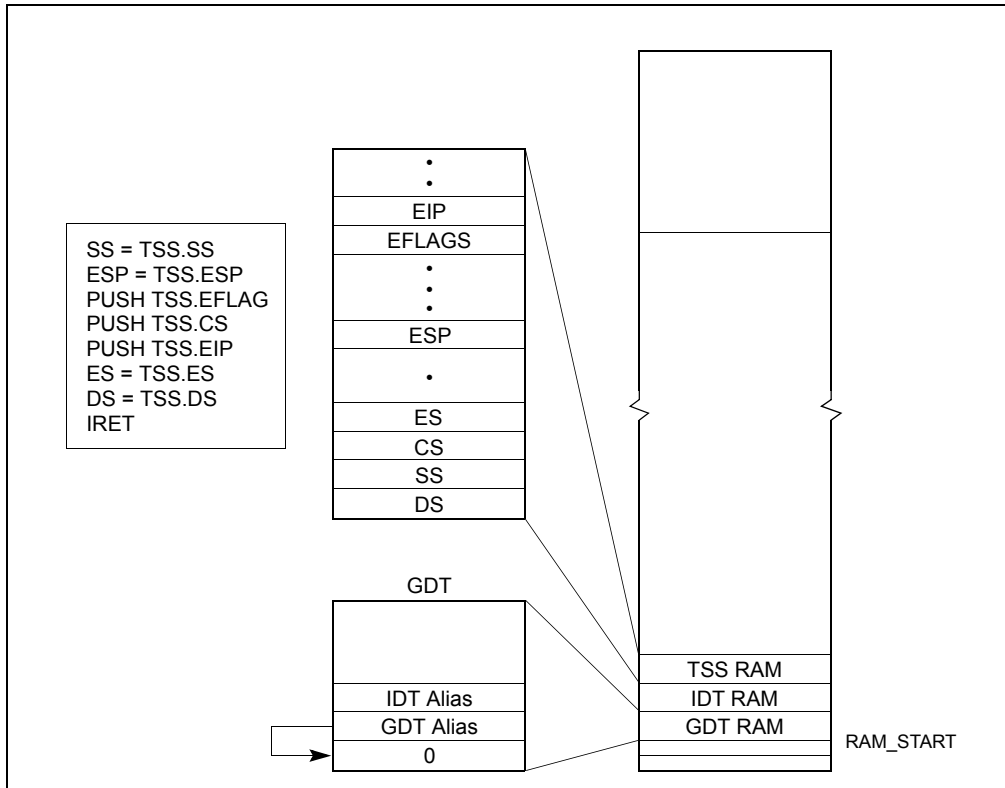 SS = TSS.SS
ESP = TSS.ESP
PUSH TSS.EFLAG
PUSH TSS.CS
PUSH TSS.EIP
ES = TSS.ES
DS = TSS.DS
IRET
EIP
EFLAGS
ESP
ES
CS
SS
DS
GDT
IDT Alias
GDT Alias
0
TSS RAM
IDT RAM
GDT RAM
RAM_START